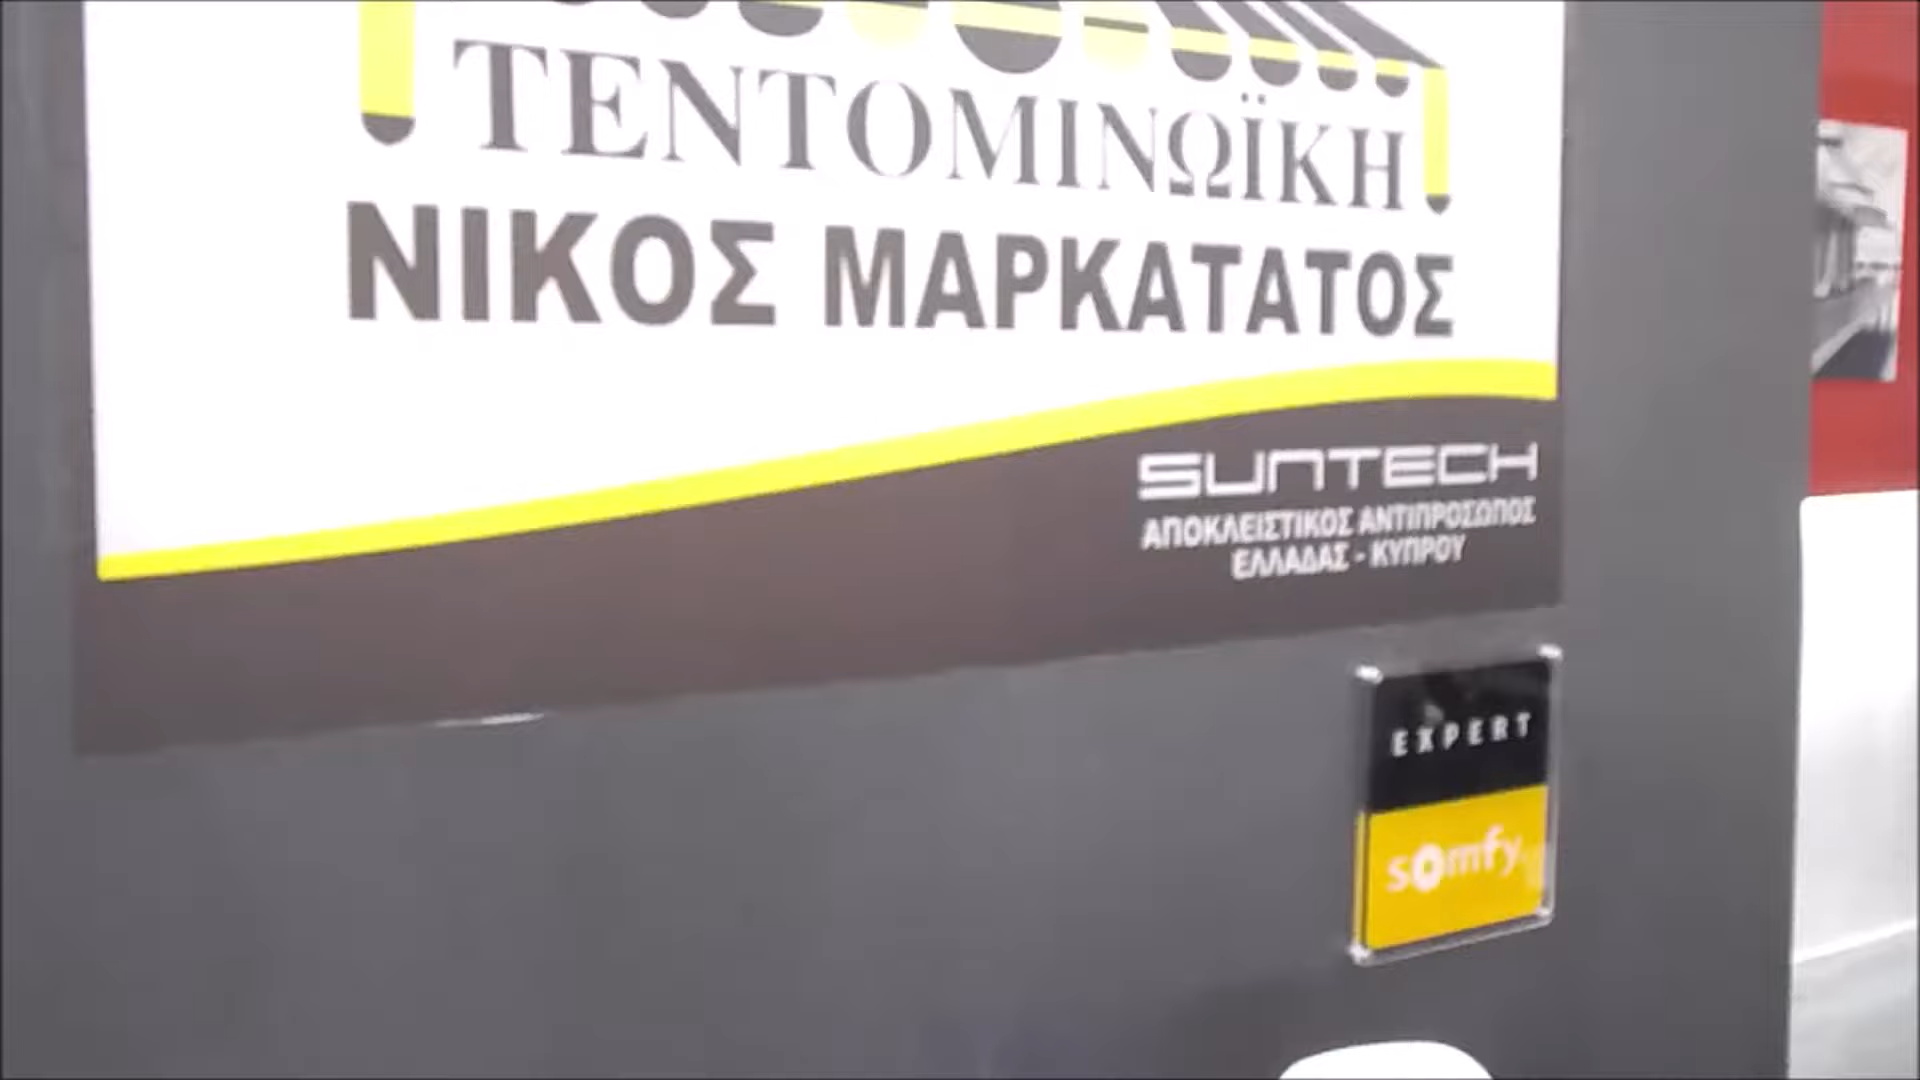 ΤΕΝΤΟΜΙΝΩΪΚΗ
ΝΙΚΟΣ ΜΑΡΚΑΤΑΤΟΣ
SUNTECH
ΑΠΟΚΛΕΙΣΤΙΚΟΣ ΑΝΤΙΠΡΟΣΩΠΟΣ
ΕΛΛΑΔΑΣ - ΚΥΠΡΟΥ
EXPERT
somfy